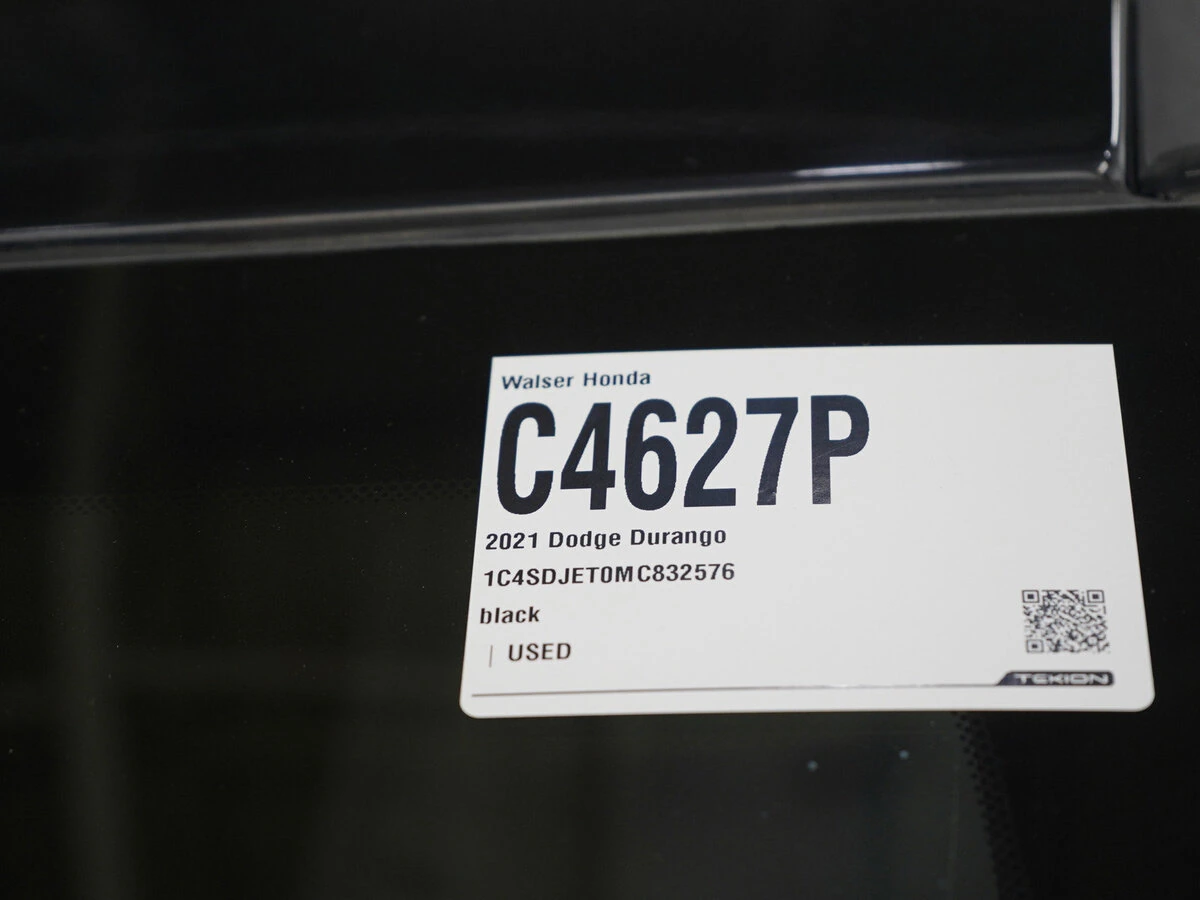 Walser Honda
C4627P
2021 Dodge Durango
1C4SDJET0MC832576
black
| USED
TEKION